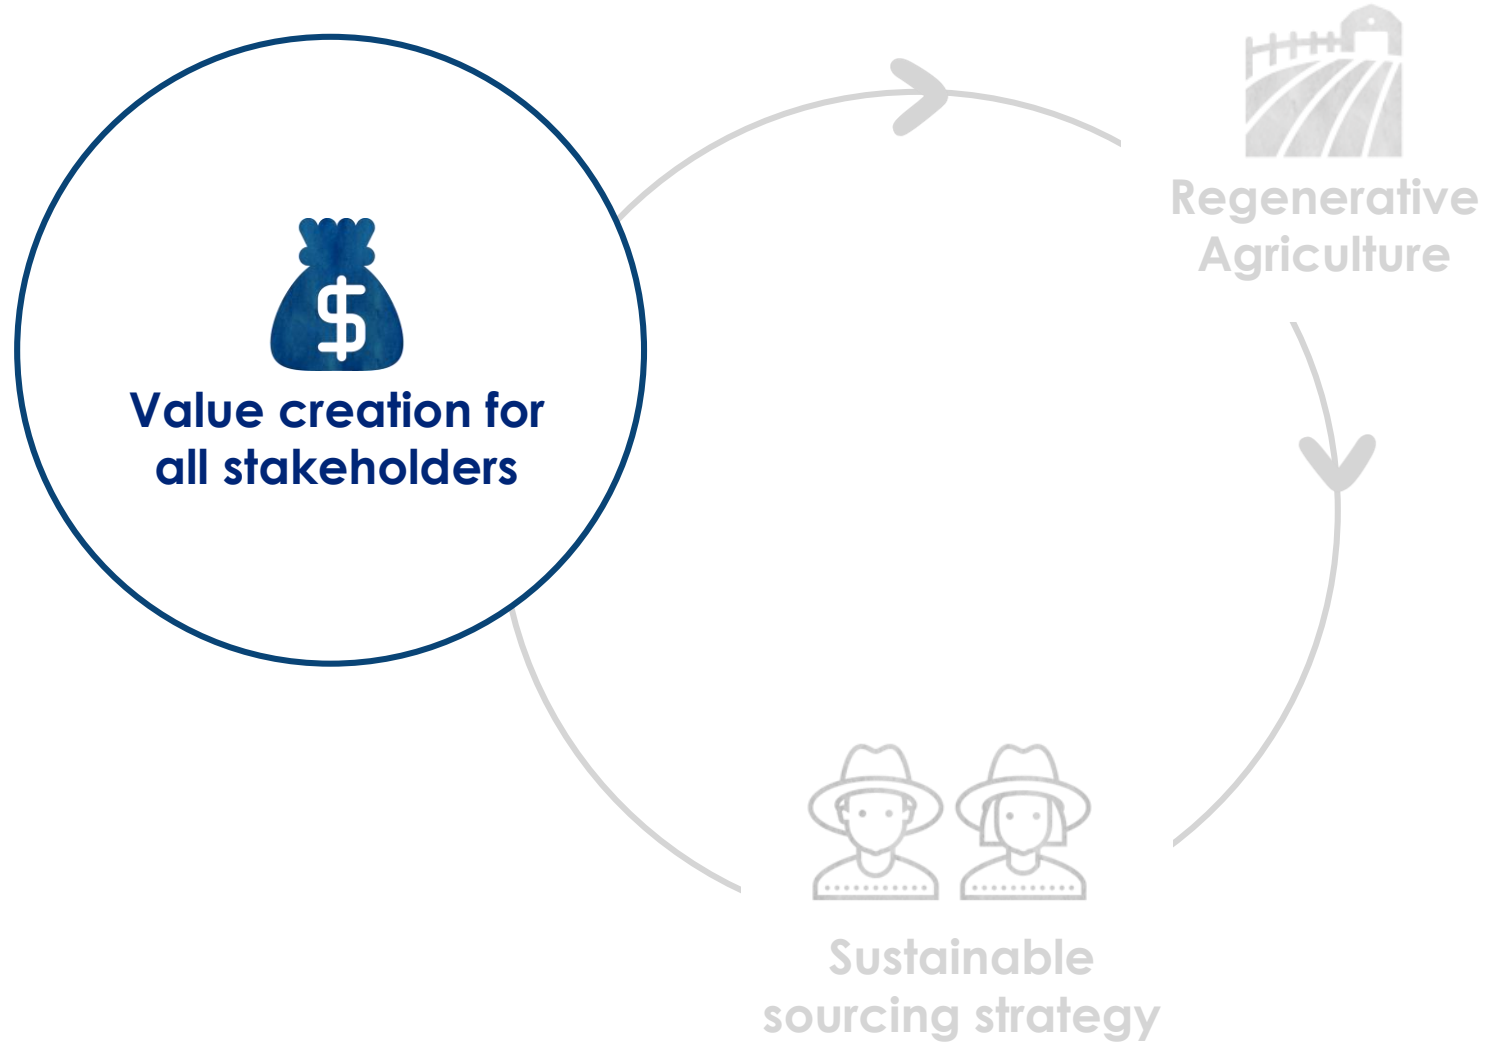 Regenerative
Agriculture
$
Value creation for
all stakeholders
Sustainable
sourcing strategy